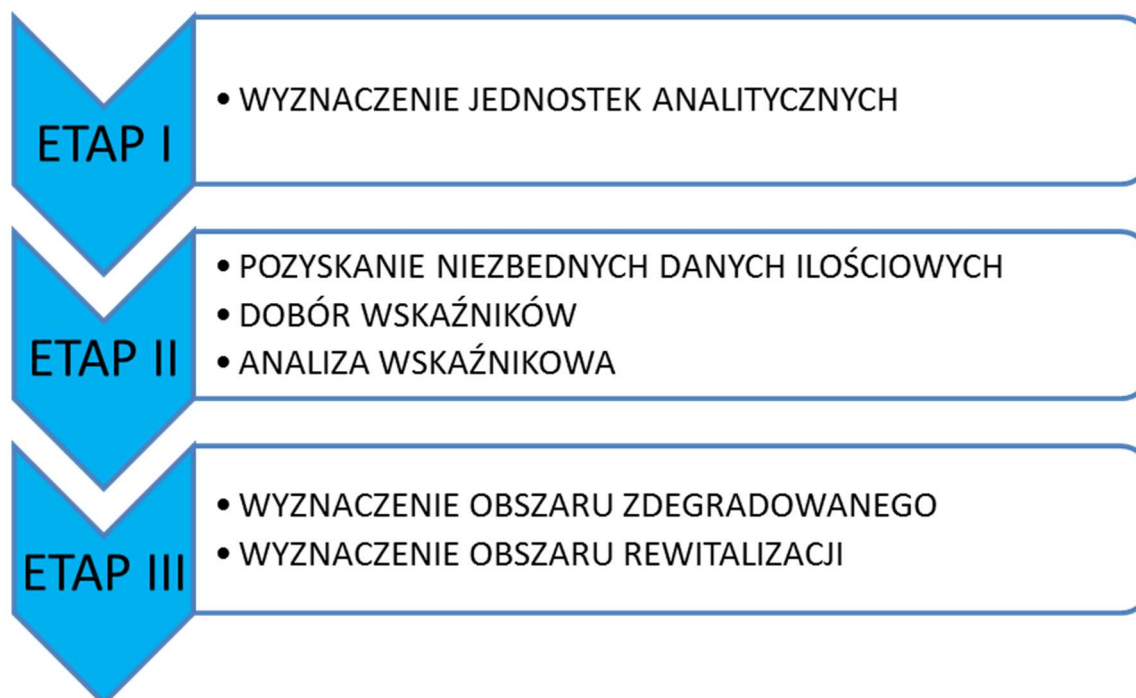 ETAP I
• WYZNACZENIE JEDNOSTEK ANALITYCZNYCH
ETAP II
• POZYSKANIE NIEZBEDNYCH DANYCH ILOŚCIOWYCH
• DOBÓR WSKAŹNIKÓW
• ANALIZA WSKAŹNIKOWA
ETAP III
• WYZNACZENIE OBSZARU ZDEGRADOWANEGO
• WYZNACZENIE OBSZARU REWITALIZACJI